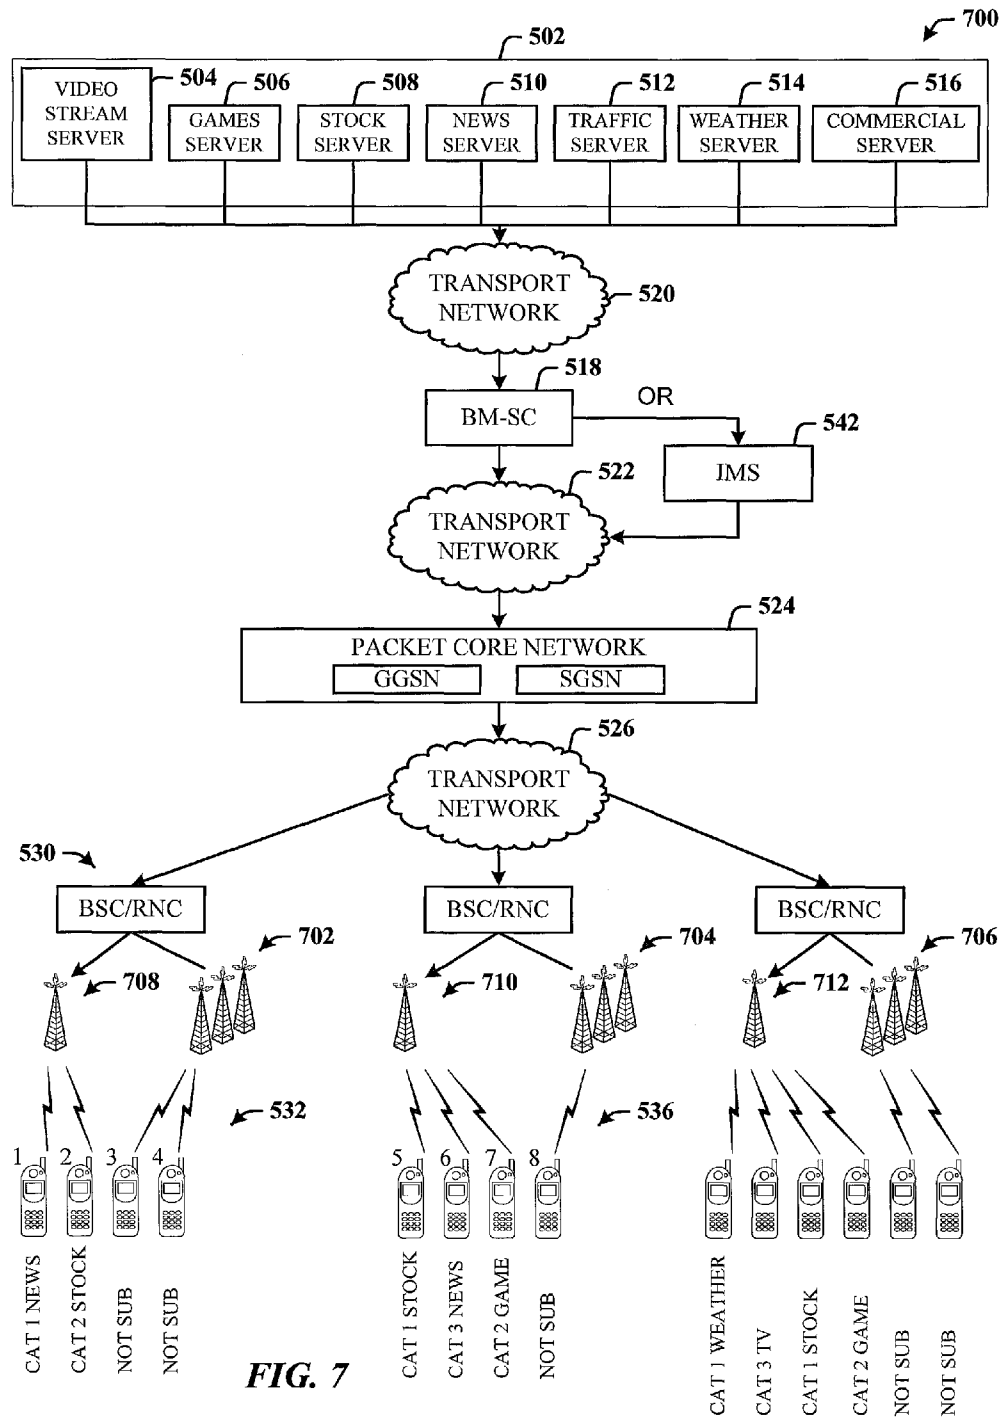 700
502
VIDEO
STREAM
SERVER
504
506
GAMES
SERVER
508
STOCK
SERVER
510
NEWS
SERVER
512
TRAFFIC
SERVER
514
WEATHER
SERVER
516
COMMERCIAL
SERVER
TRANSPORT
NETWORK
520
518
BM-SC
OR
542
IMS
522
TRANSPORT
NETWORK
524
PACKET CORE NETWORK
GGSN
SGSN
526
TRANSPORT
NETWORK
530
BSC/RNC
BSC/RNC
BSC/RNC
702
704
706
708
710
712
532
536
1
2
3
4
5
6
7
8
CAT 1 NEWS
CAT 2 STOCK
NOT SUB
NOT SUB
CAT 1 STOCK
CAT 3 NEWS
CAT 2 GAME
NOT SUB
CAT 1 WEATHER
CAT 3 TV
CAT 1 STOCK
CAT 2 GAME
NOT SUB
NOT SUB
FIG. 7